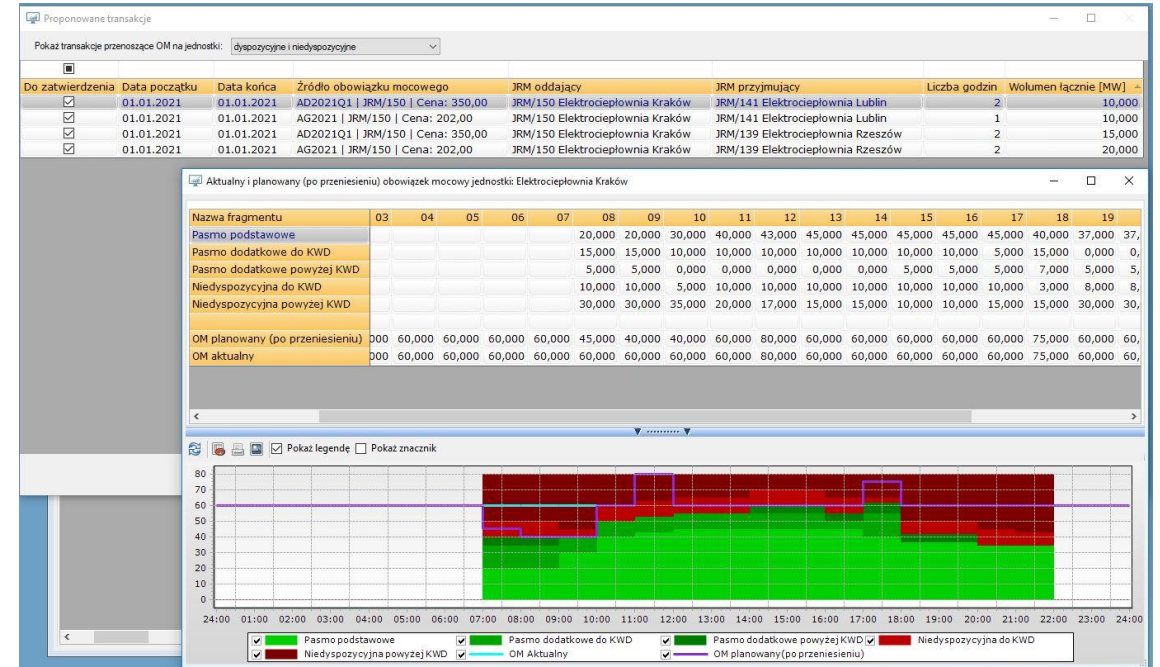 Proponowane transakcje
Pokaż transakcje przenoszące OM na jednostki: dyspozycyjne i niedyspozycyjne
Do zatwierdzenia Data początku Data końca Źródło obowiązku mocowego JRM oddający JRM przyjmujący Liczba godzin Wolumen łącznie [MW]
01.01.2021 01.01.2021 AD2021Q1 | JRM/150 | Cena: 350,00 JRM/150 Elektrociepłownia Kraków JRM/141 Elektrociepłownia Lublin 2 10,000
01.01.2021 01.01.2021 AG2021 | JRM/150 | Cena: 202,00 JRM/150 Elektrociepłownia Kraków JRM/141 Elektrociepłownia Lublin 1 10,000
01.01.2021 01.01.2021 AD2021Q1 | JRM/150 | Cena: 350,00 JRM/150 Elektrociepłownia Kraków JRM/139 Elektrociepłownia Rzeszów 2 15,000
01.01.2021 01.01.2021 AG2021 | JRM/150 | Cena: 202,00 JRM/150 Elektrociepłownia Kraków JRM/139 Elektrociepłownia Rzeszów 2 20,000
Aktualny i planowany (po przeniesieniu) obowiązek mocowy jednostki: Elektrociepłownia Kraków
Nazwa fragmentu 03 04 05 06 07 08 09 10 11 12 13 14 15 16 17 18 19
Pasmo podstawowe 20,000 20,000 30,000 40,000 43,000 45,000 45,000 45,000 45,000 45,000 40,000 37,000 37,
Pasmo dodatkowe do KWD 15,000 15,000 10,000 10,000 10,000 10,000 10,000 10,000 10,000 5,000 15,000 0,000 0,
Pasmo dodatkowe powyżej KWD 5,000 5,000 0,000 0,000 0,000 0,000 0,000 5,000 5,000 5,000 7,000 5,000 5,
Niedyspozycyjna do KWD 10,000 10,000 5,000 10,000 10,000 10,000 10,000 10,000 10,000 10,000 3,000 8,000 8,
Niedyspozycyjna powyżej KWD 30,000 30,000 35,000 20,000 17,000 15,000 15,000 10,000 10,000 15,000 15,000 30,000 30,
OM planowany (po przeniesieniu) 000 60,000 60,000 60,000 60,000 45,000 40,000 40,000 60,000 80,000 60,000 60,000 60,000 60,000 60,000 75,000 60,000 60,
OM aktualny 000 60,000 60,000 60,000 60,000 60,000 60,000 60,000 60,000 80,000 60,000 60,000 60,000 60,000 60,000 75,000 60,000 60,
Pokaż legendę Pokaż znacznik
80
70
60
50
40
30
20
10
0
24:00 01:00 02:00 03:00 04:00 05:00 06:00 07:00 08:00 09:00 10:00 11:00 12:00 13:00 14:00 15:00 16:00 17:00 18:00 19:00 20:00 21:00 22:00 23:00 24:00
Pasmo podstawowe Pasmo dodatkowe do KWD Pasmo dodatkowe powyżej KWD Niedyspozycyjna do KWD
Niedyspozycyjna powyżej KWD OM Aktualny OM planowany(po przeniesieniu)